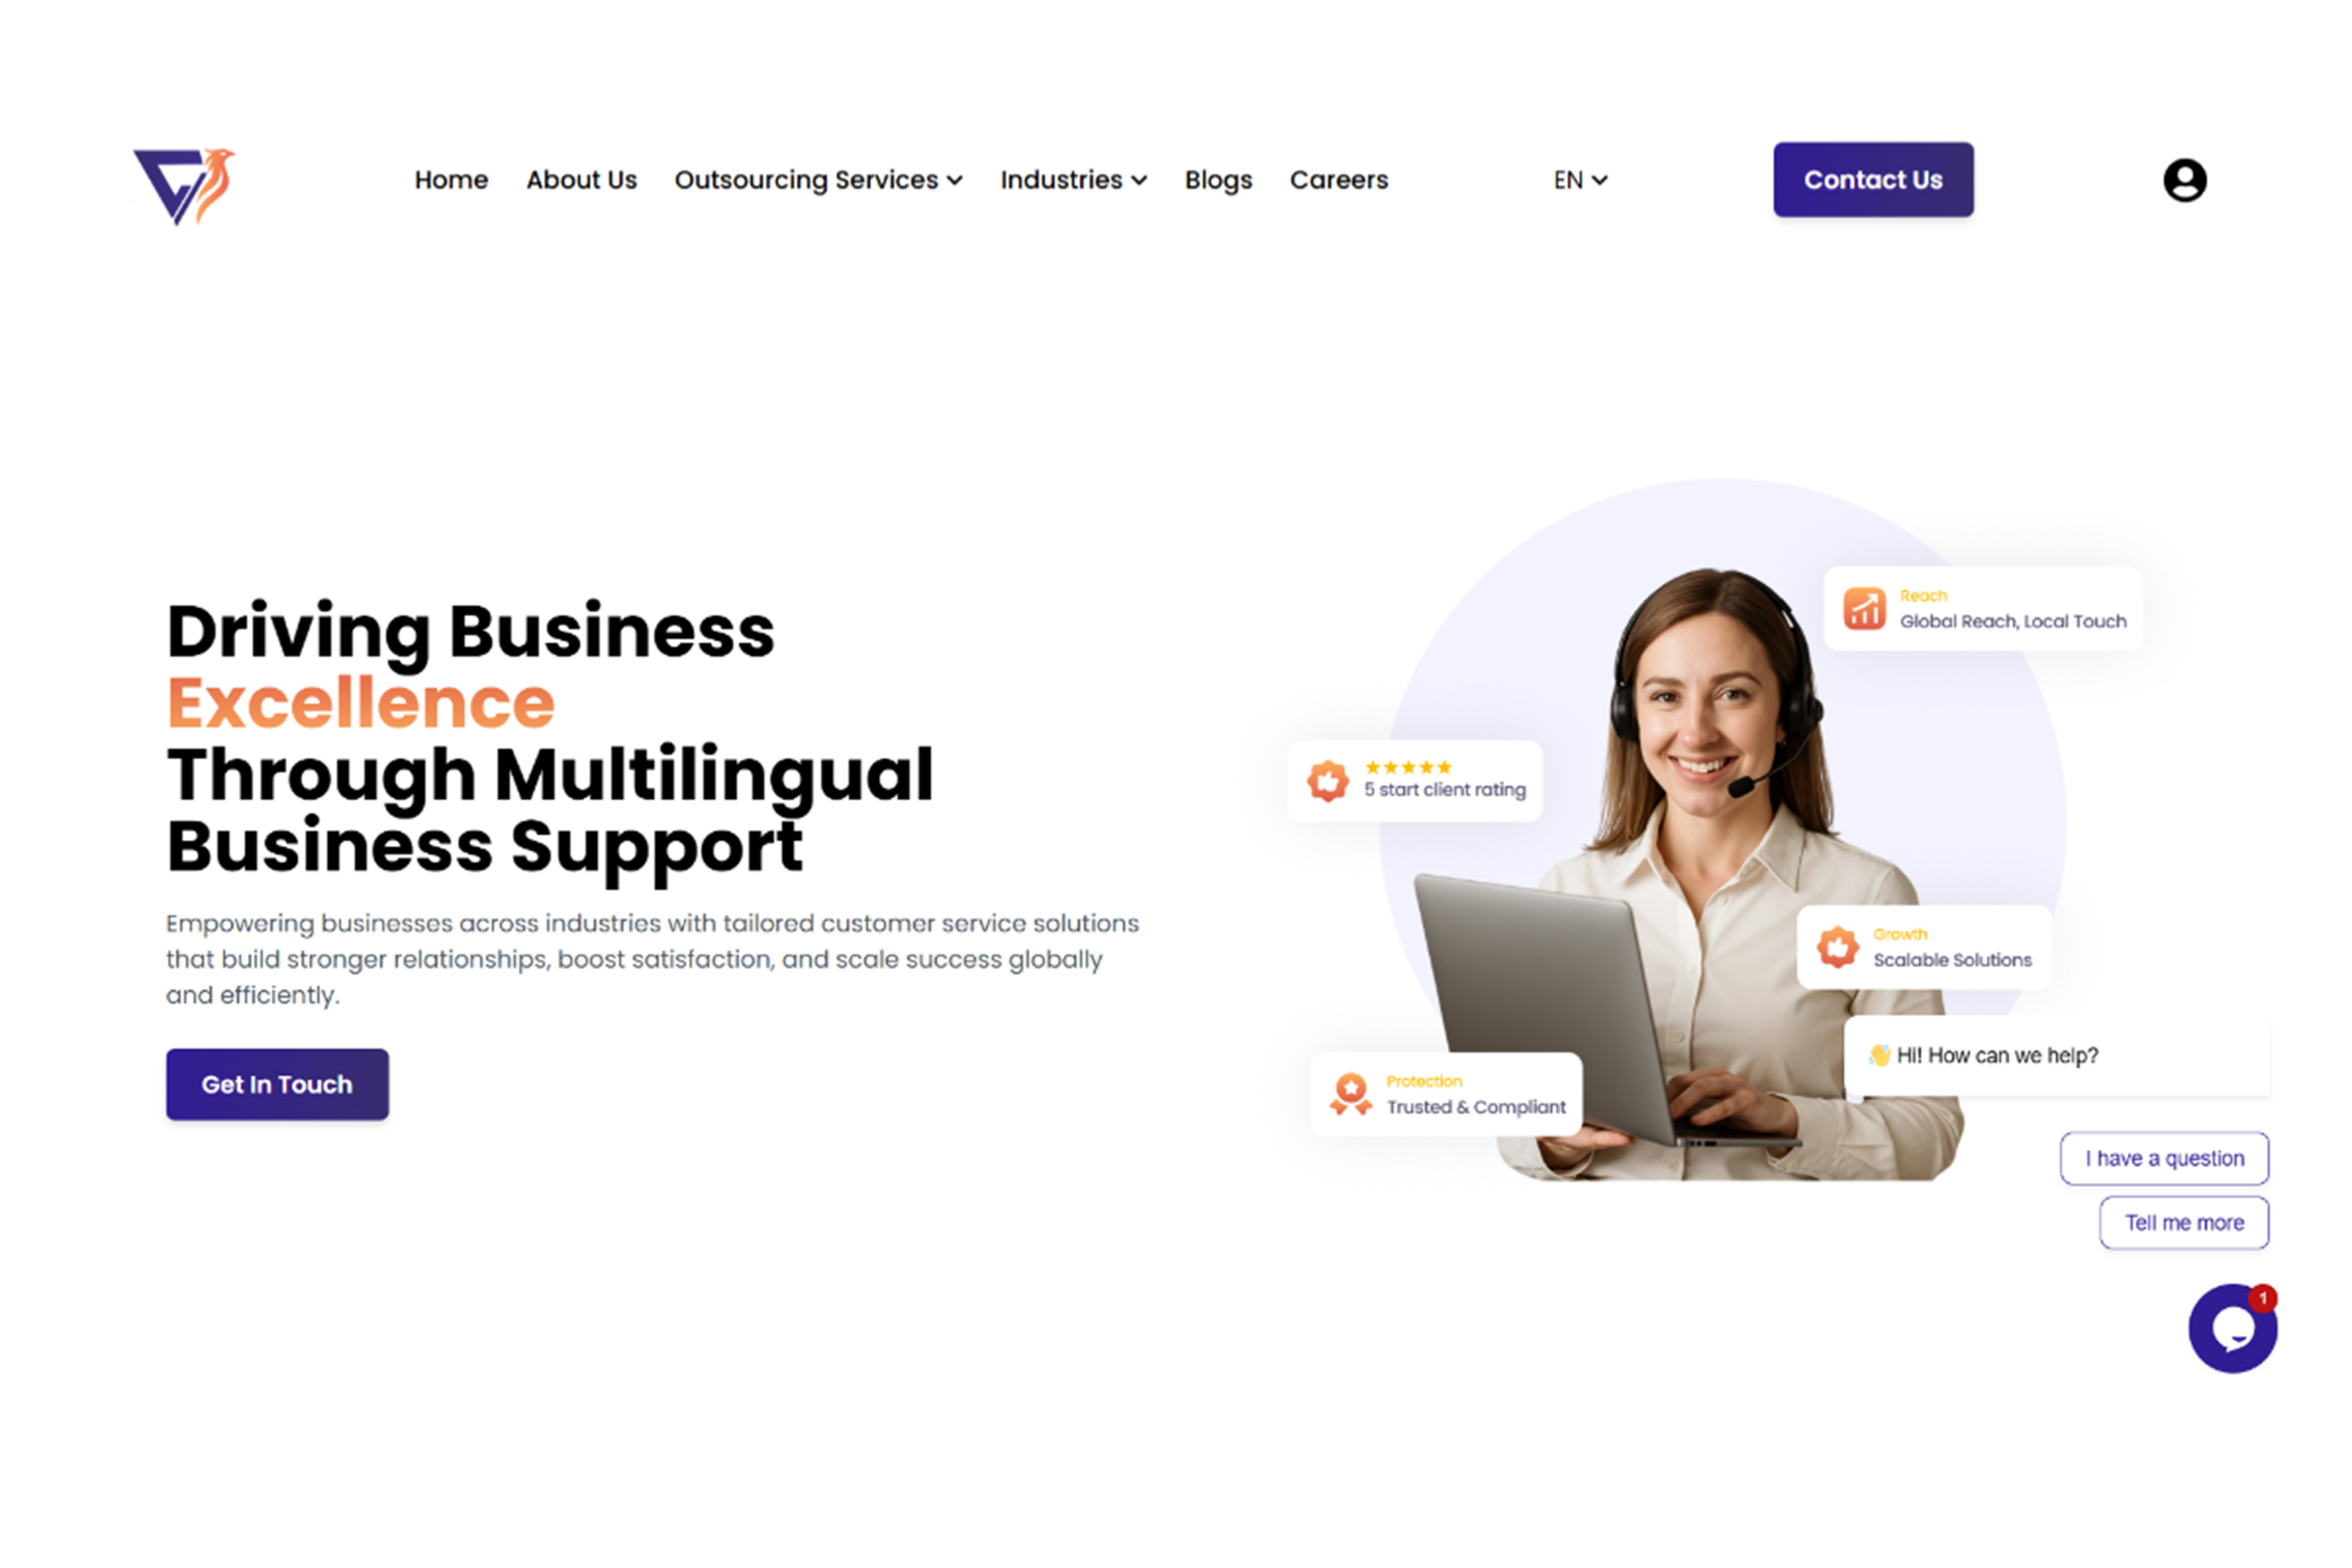 Home About Us Outsourcing Services Industries Blogs Careers EN Contact Us
Driving Business
Excellence
Through Multilingual
Business Support
Empowering businesses across industries with tailored customer service solutions
that build stronger relationships, boost satisfaction, and scale success globally
and efficiently.
Get In Touch
Reach
Global Reach, Local Touch
5 start client rating
Growth
Scalable Solutions
Protection
Trusted & Compliant
👋 Hi! How can we help?
I have a question
Tell me more
1